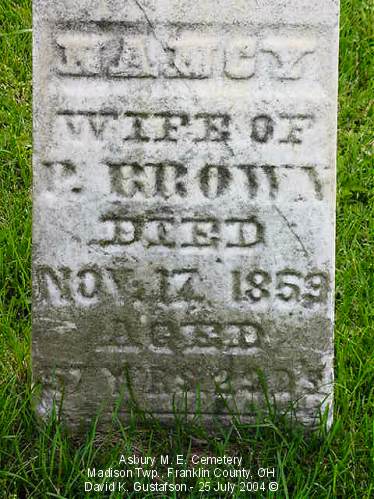 NANCY
WIFE OF
P. BROWN
DIED
NOV. 17. 1853
AGED
Asbury M. E. Cemetery
Madison Twp., Franklin County, OH
David K. Gustafson - 25 July 2004 ©